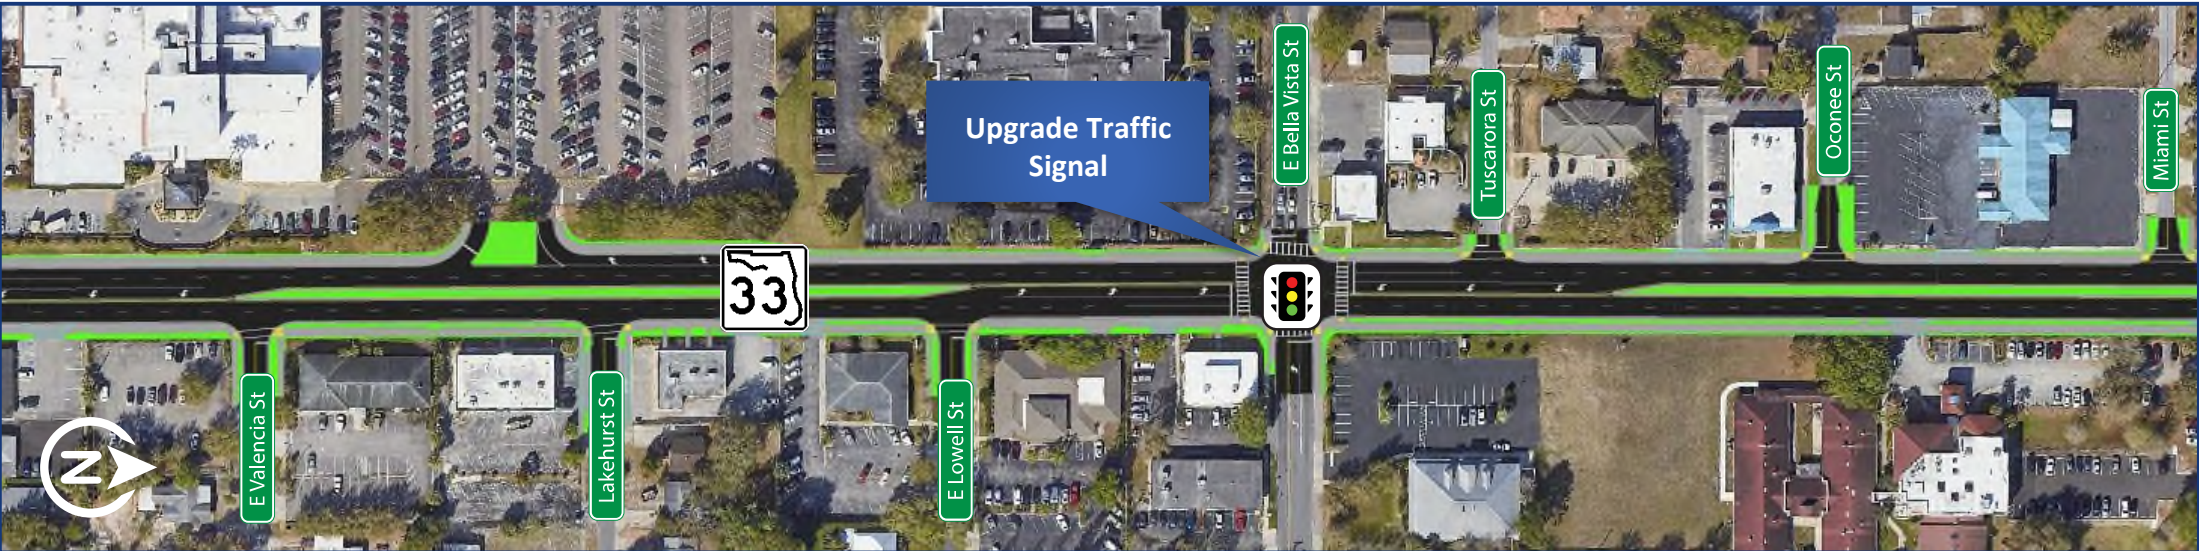 Upgrade Traffic
Signal
E Bella Vista St
Tuscarora St
Oconee St
Miami St
33
E Valencia St
Lakehurst St
E Lowell St
N